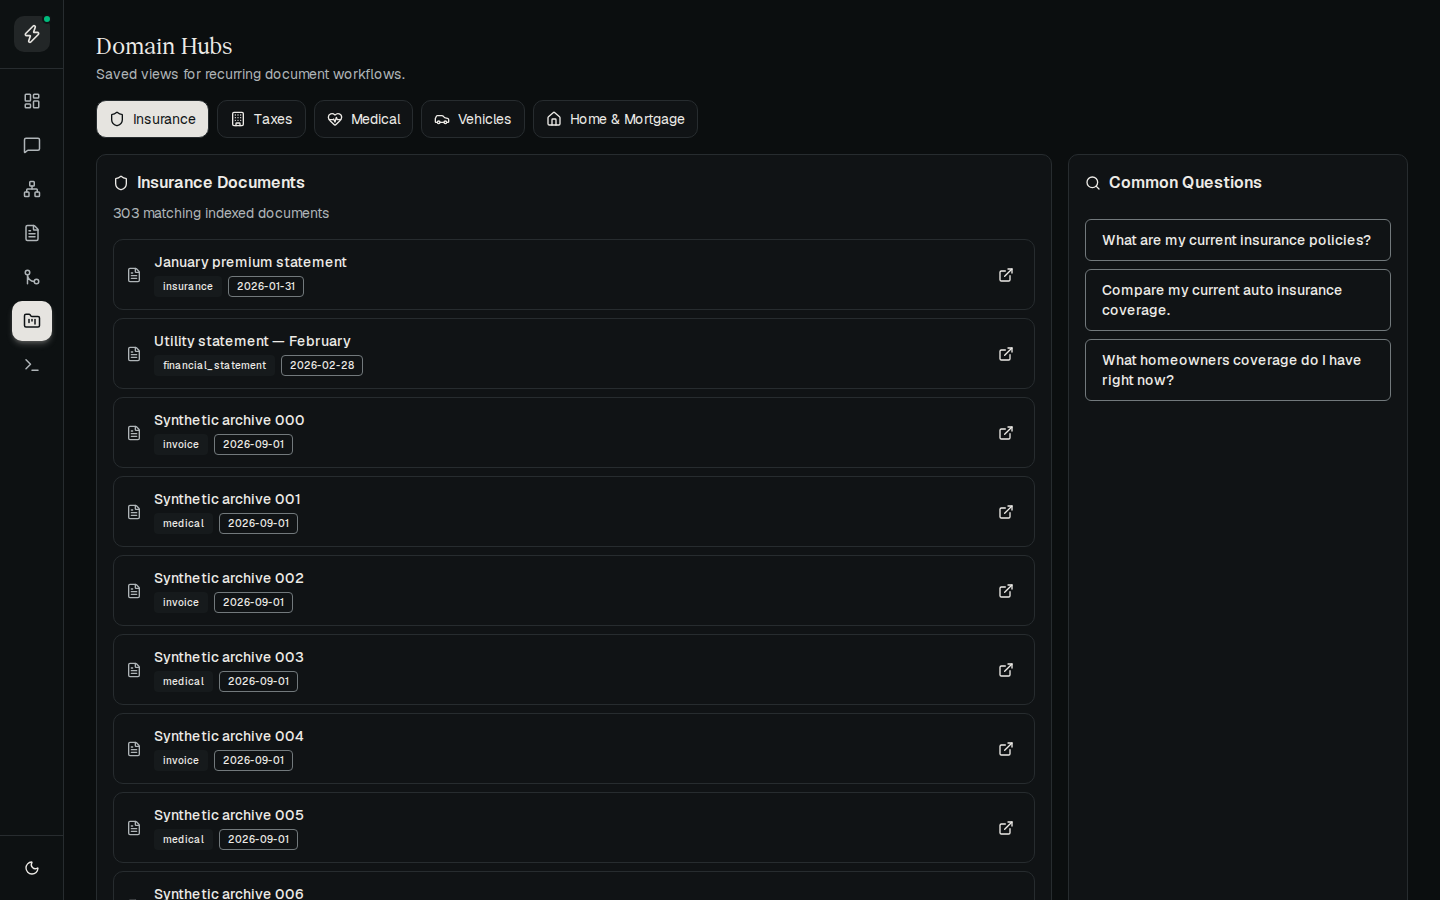 Domain Hubs
Saved views for recurring document workflows.
Insurance
Taxes
Medical
Vehicles
Home & Mortgage
Insurance Documents
303 matching indexed documents
January premium statement
insurance
2026-01-31
Utility statement — February
financial_statement
2026-02-28
Synthetic archive 000
invoice
2026-09-01
Synthetic archive 001
medical
2026-09-01
Synthetic archive 002
invoice
2026-09-01
Synthetic archive 003
medical
2026-09-01
Synthetic archive 004
invoice
2026-09-01
Synthetic archive 005
medical
2026-09-01
Synthetic archive 006
Common Questions
What are my current insurance policies?
Compare my current auto insurance
coverage.
What homeowners coverage do I have
right now?